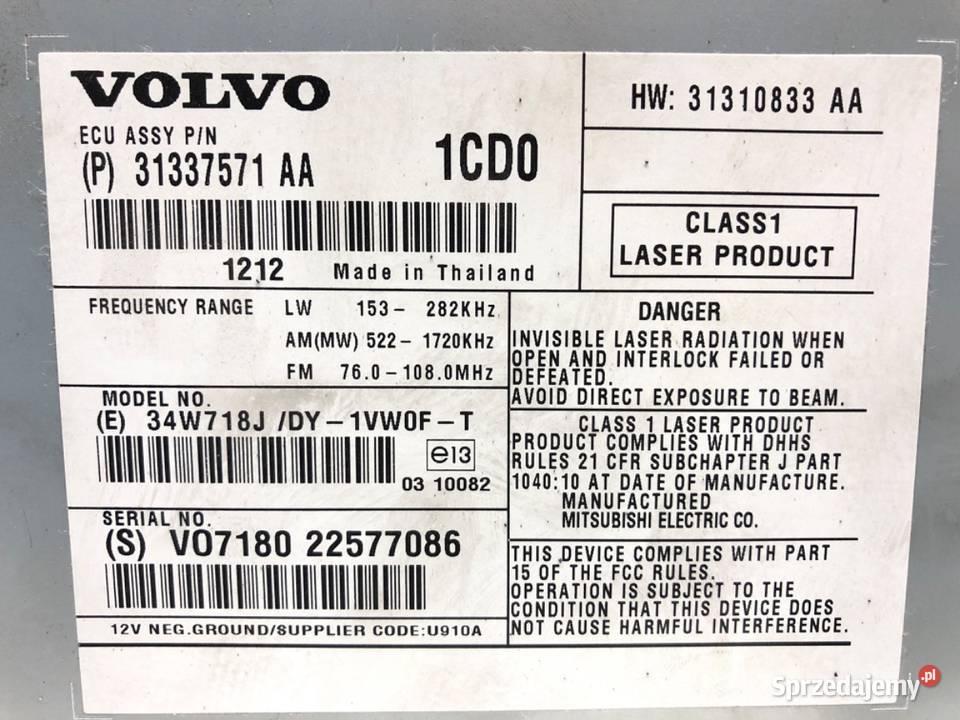 VOLVO
ECU ASSY P/N
(P) 31337571 AA
1CD0
1212 Made in Thailand
HW: 31310833 AA
CLASS1
LASER PRODUCT
FREQUENCY RANGE LW 153- 282KHz
AM(MW) 522- 1720KHz
FM 76.0-108.0MHz
MODEL NO.
(E) 34W718J /DY-1VW0F-T
e13
03 10082
SERIAL NO.
(S) VO7180 22577086
12V NEG.GROUND/SUPPLIER CODE:U910A
DANGER
INVISIBLE LASER RADIATION WHEN
OPEN AND INTERLOCK FAILED OR
DEFEATED.
AVOID DIRECT EXPOSURE TO BEAM.
CLASS 1 LASER PRODUCT
PRODUCT COMPLIES WITH DHHS
RULES 21 CFR SUBCHAPTER J PART
1040:10 AT DATE OF MANUFACTURE.
MANUFACTURED
MITSUBISHI ELECTRIC CO.
THIS DEVICE COMPLIES WITH PART
15 OF THE FCC RULES.
OPERATION IS SUBJECT TO THE
CONDITION THAT THIS DEVICE DOES
NOT CAUSE HARMFUL INTERFERENCE.
Sprzedajemy.pl